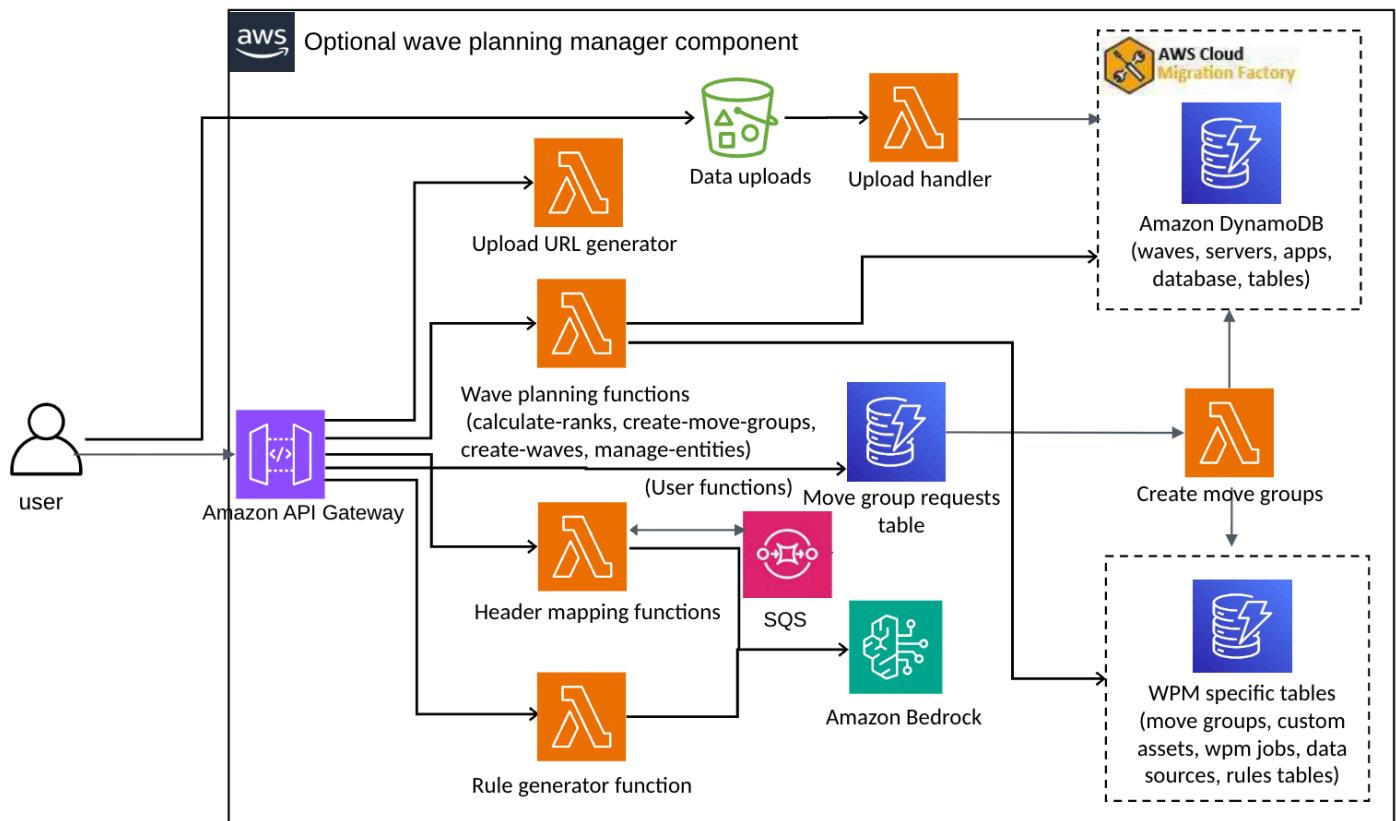 aws
Optional wave planning manager component
AWS Cloud
Migration Factory
Data uploads
Upload handler
Upload URL generator
Amazon DynamoDB
(waves, servers, apps,
database, tables)
Wave planning functions
(calculate-ranks, create-move-groups,
create-waves, manage-entities)
(User functions)
Move group requests
table
Create move groups
user
</>
Amazon API Gateway
Header mapping functions
SQS
Amazon Bedrock
WPM specific tables
(move groups, custom
assets, wpm jobs, data
sources, rules tables)
Rule generator function